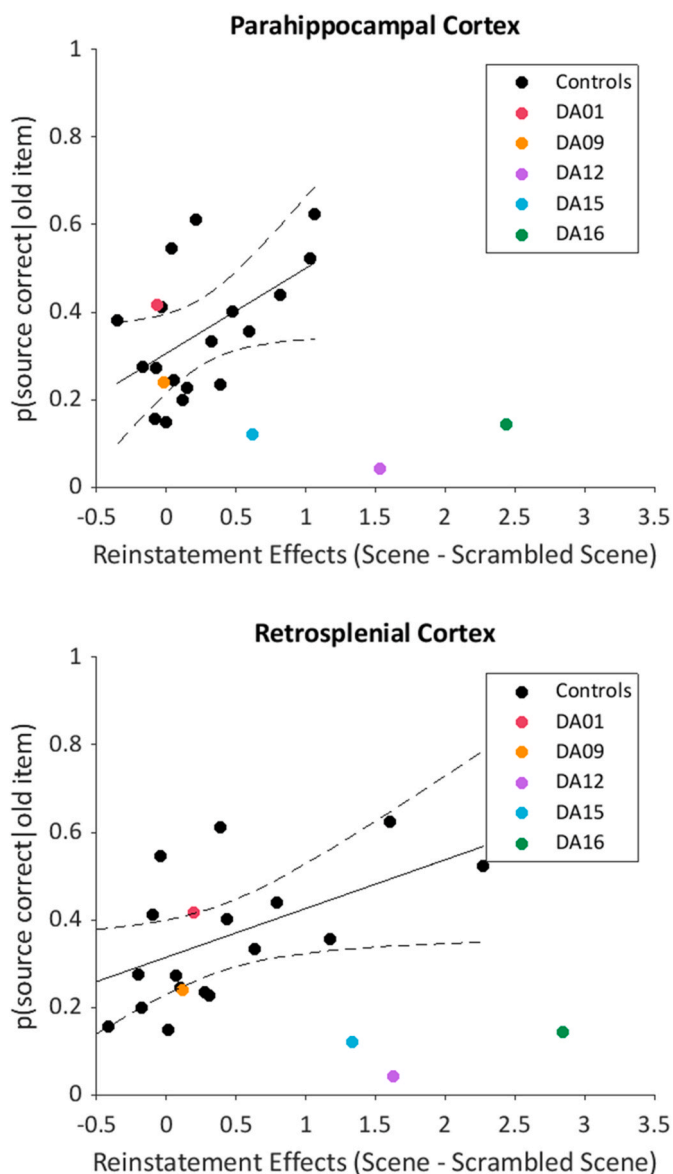 Parahippocampal Cortex
1
0.8
0.6
0.4
0.2
0
p(source correct|old item)
Controls
DA01
DA09
DA12
DA15
DA16
-0.5 0 0.5 1 1.5 2 2.5 3 3.5
Reinstatement Effects (Scene - Scrambled Scene)
Retrosplenial Cortex
1
0.8
0.6
0.4
0.2
0
p(source correct|old item)
Controls
DA01
DA09
DA12
DA15
DA16
-0.5 0 0.5 1 1.5 2 2.5 3 3.5
Reinstatement Effects (Scene - Scrambled Scene)